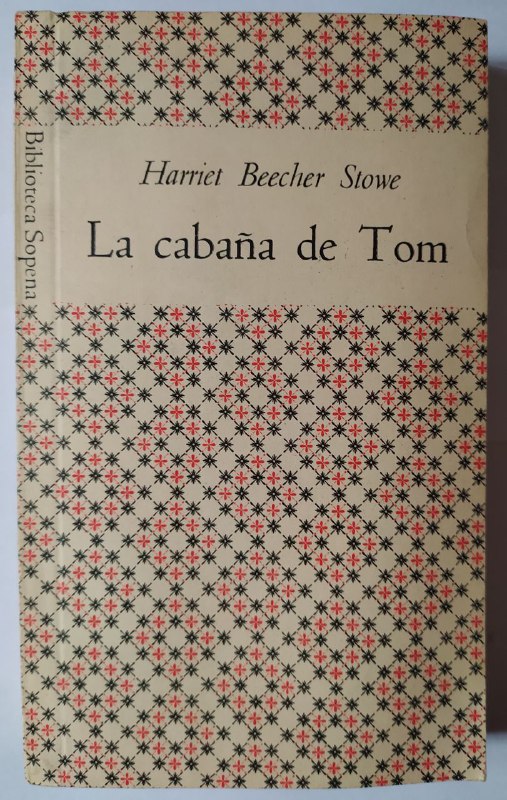 Harriet Beecher Stowe
La cabaña de Tom
Biblioteca Sopena